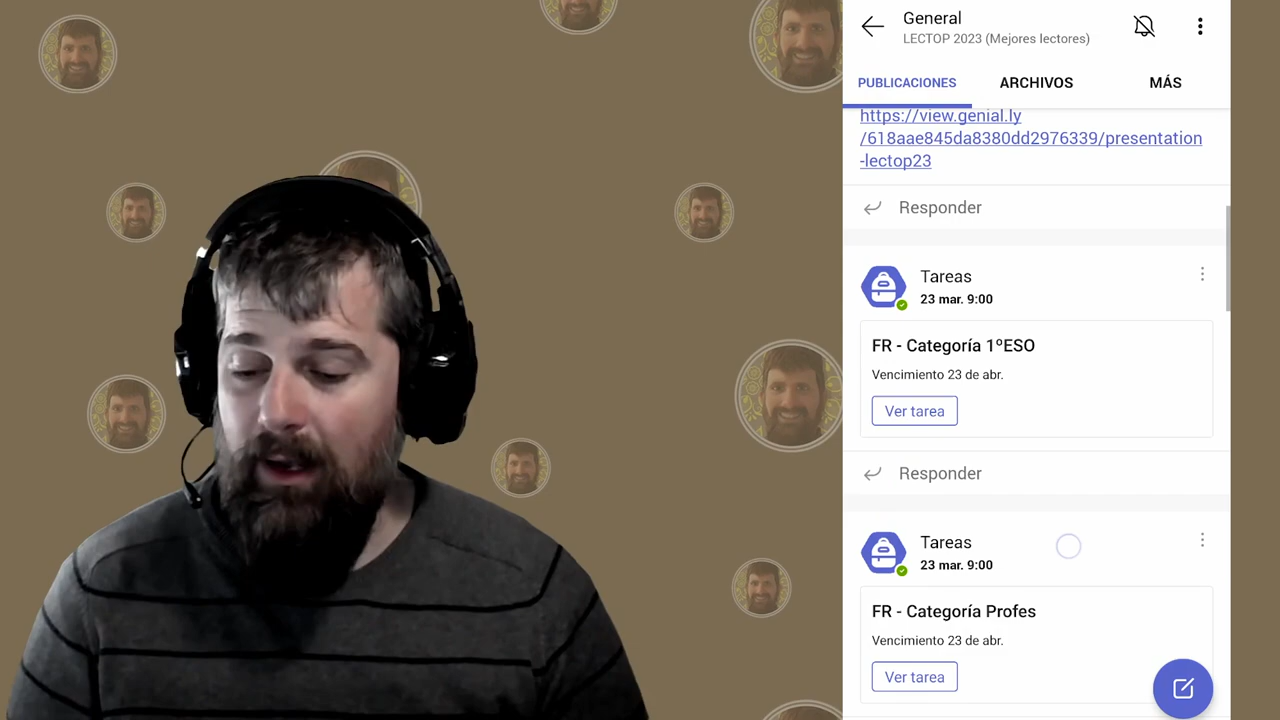 General
LECTOP 2023 (Mejores lectores)
PUBLICACIONES
ARCHIVOS
MÁS
https://view.genial.ly
/618aae845da8380dd2976339/presentation
-lectop23
Responder
Tareas
23 mar. 9:00
FR - Categoría 1ºESO
Vencimiento 23 de abr.
Ver tarea
Responder
Tareas
23 mar. 9:00
FR - Categoría Profes
Vencimiento 23 de abr.
Ver tarea